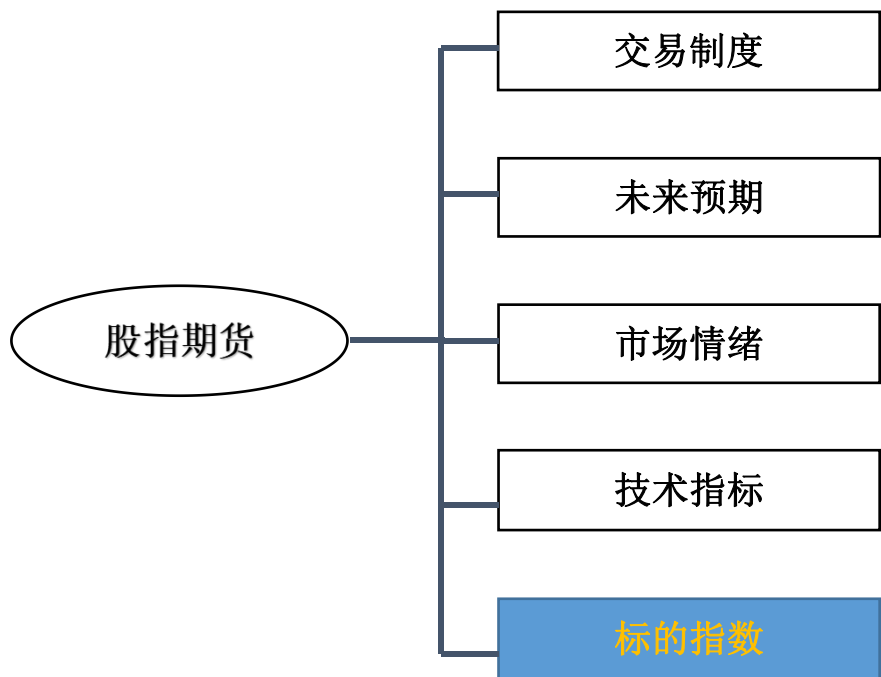 交易制度
未来预期
股指期货
市场情绪
技术指标
标的指数